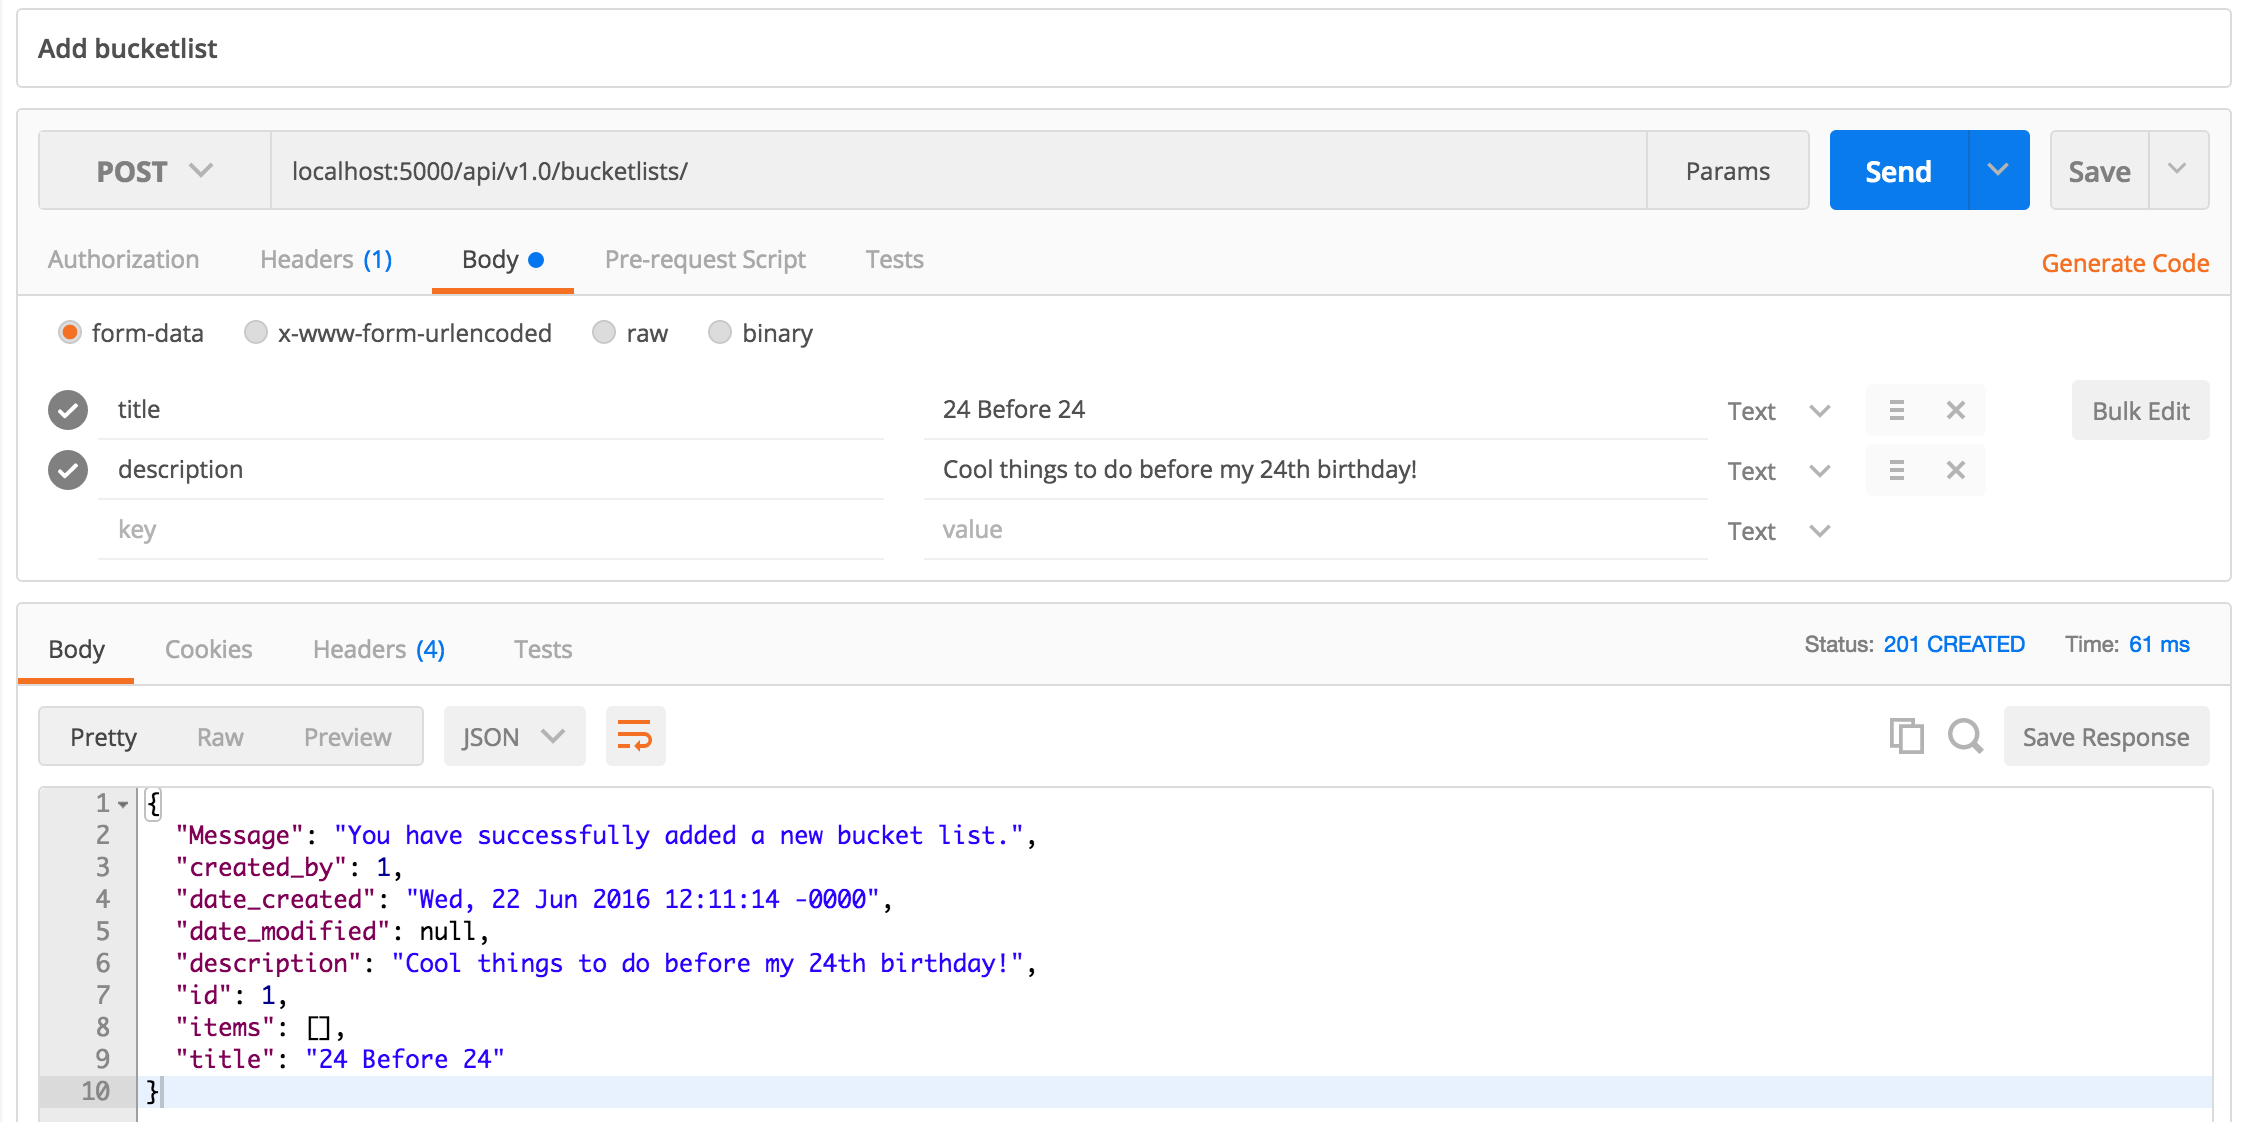 Add bucketlist
POST localhost:5000/api/v1.0/bucketlists/ Params Send Save
Authorization Headers (1) Body Pre-request Script Tests Generate Code
form-data x-www-form-urlencoded raw binary
title 24 Before 24 Text Bulk Edit
description Cool things to do before my 24th birthday! Text
key value Text
Body Cookies Headers (4) Tests Status: 201 CREATED Time: 61 ms
Pretty Raw Preview JSON Save Response
1 {
2 "Message": "You have successfully added a new bucket list.",
3 "created_by": 1,
4 "date_created": "Wed, 22 Jun 2016 12:11:14 -0000",
5 "date_modified": null,
6 "description": "Cool things to do before my 24th birthday!",
7 "id": 1,
8 "items": [],
9 "title": "24 Before 24"
10 }